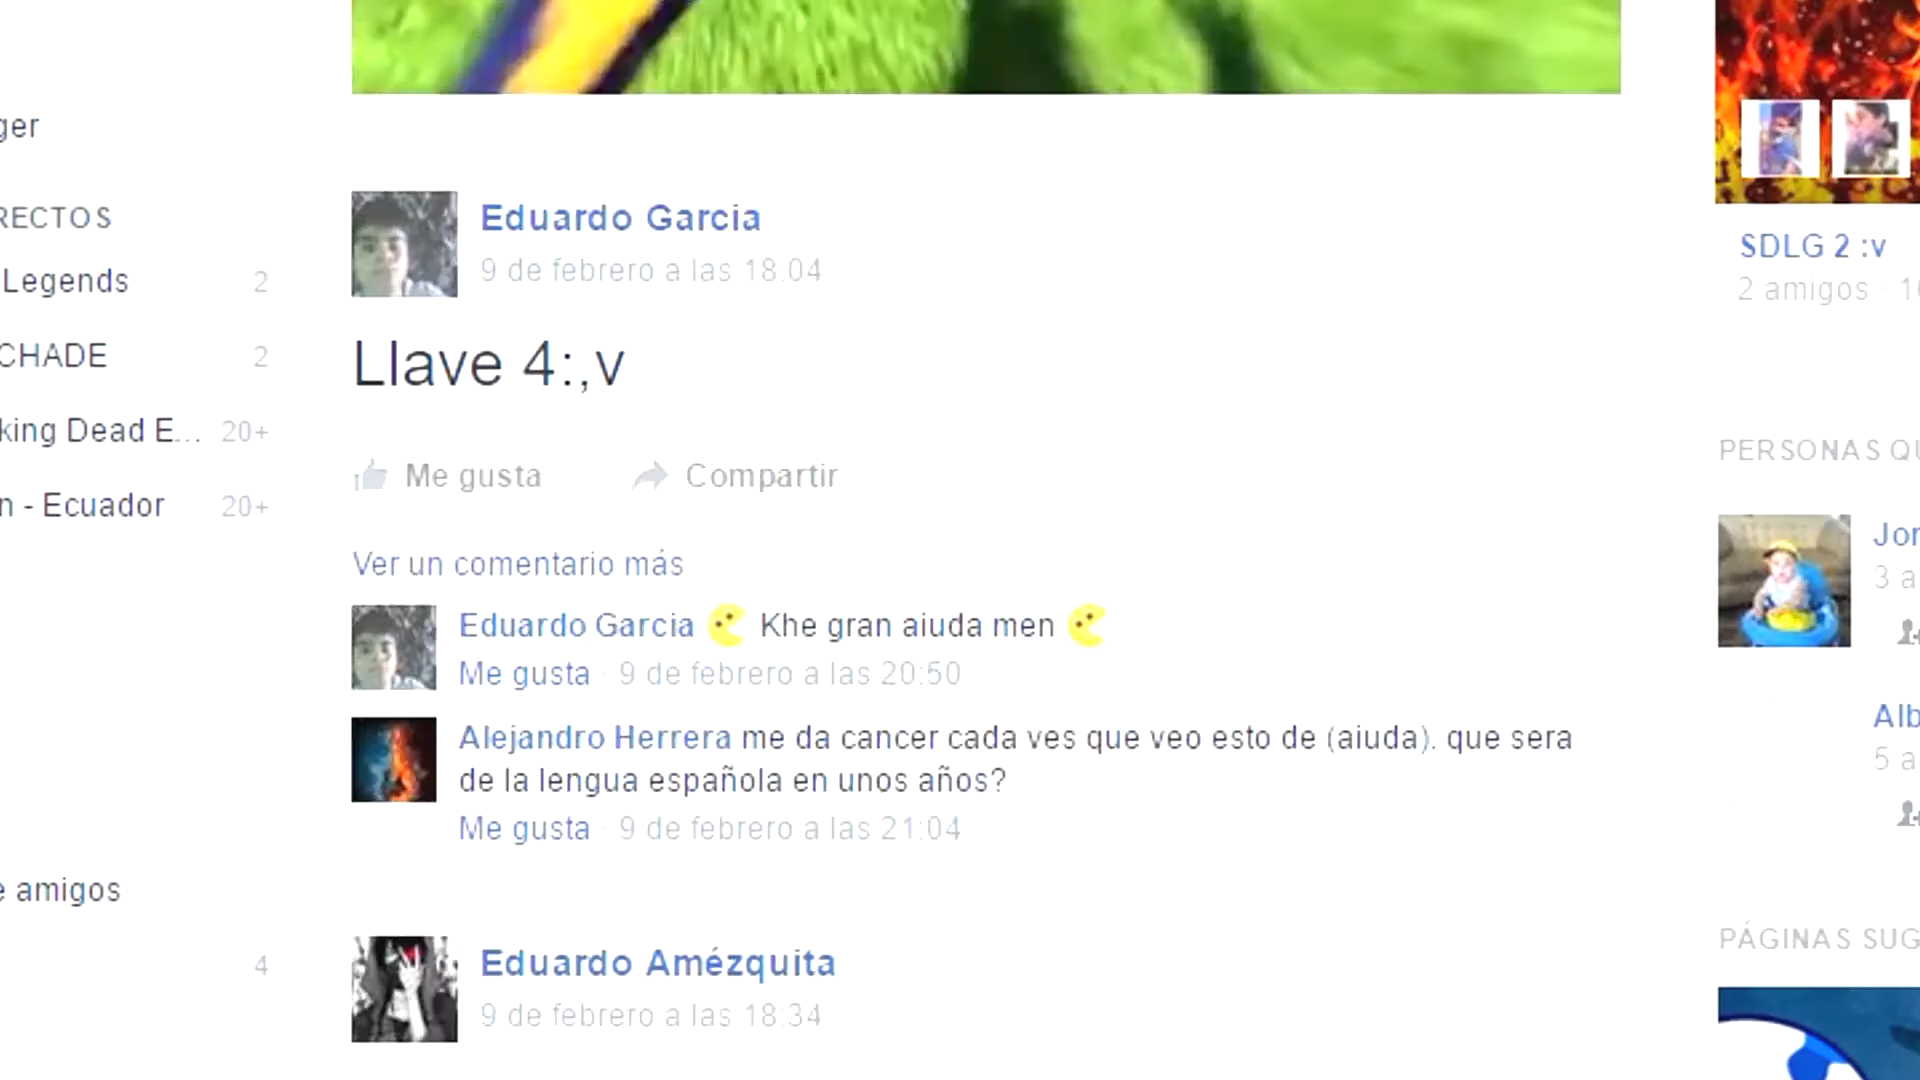 ger
RECTOS
Legends 2
CHADE 2
king Dead E... 20+
n - Ecuador 20+
e amigos
4
Eduardo Garcia
9 de febrero a las 18:04
Llave 4:,v
Me gusta Compartir
Ver un comentario más
Eduardo Garcia Khe gran aiuda men
Me gusta · 9 de febrero a las 20:50
Alejandro Herrera me da cancer cada ves que veo esto de (aiuda). que sera
de la lengua española en unos años?
Me gusta · 9 de febrero a las 21:04
Eduardo Amézquita
9 de febrero a las 18:34
SDLG 2 :v
2 amigos · 1
PERSONAS QU
Jor
3 a
Alb
5 a
PÁGINAS SUG